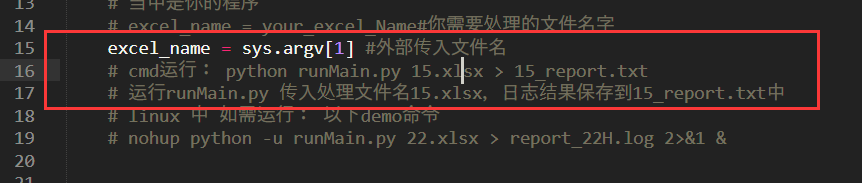 13 # 当中是你的程序
14 # excel_name = your_excel_Name#你需要处理的文件名字
15 excel_name = sys.argv[1] #外部传入文件名
16 # cmd运行： python runMain.py 15.xlsx > 15_report.txt
17 # 运行runMain.py 传入处理文件名15.xlsx, 日志结果保存到15_report.txt中
18 # linux 中 如需运行： 以下demo命令
19 # nohup python -u runMain.py 22.xlsx > report_22H.log 2>&1 &
20
21